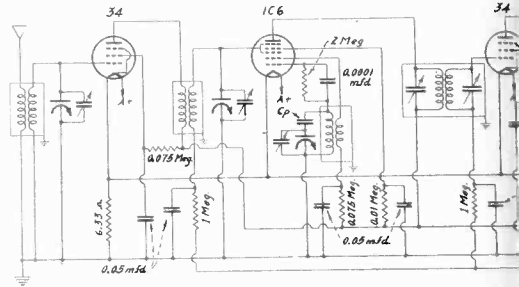 34
1C6
34
2 Meg
0,0001
mfd.
A+
A+
Cp
0,075 Meg.
6.33 Ω
1 Meg
0.05 mfd.
0,015 Meg.
0,01 Meg.
0.05 mfd.
1 Meg